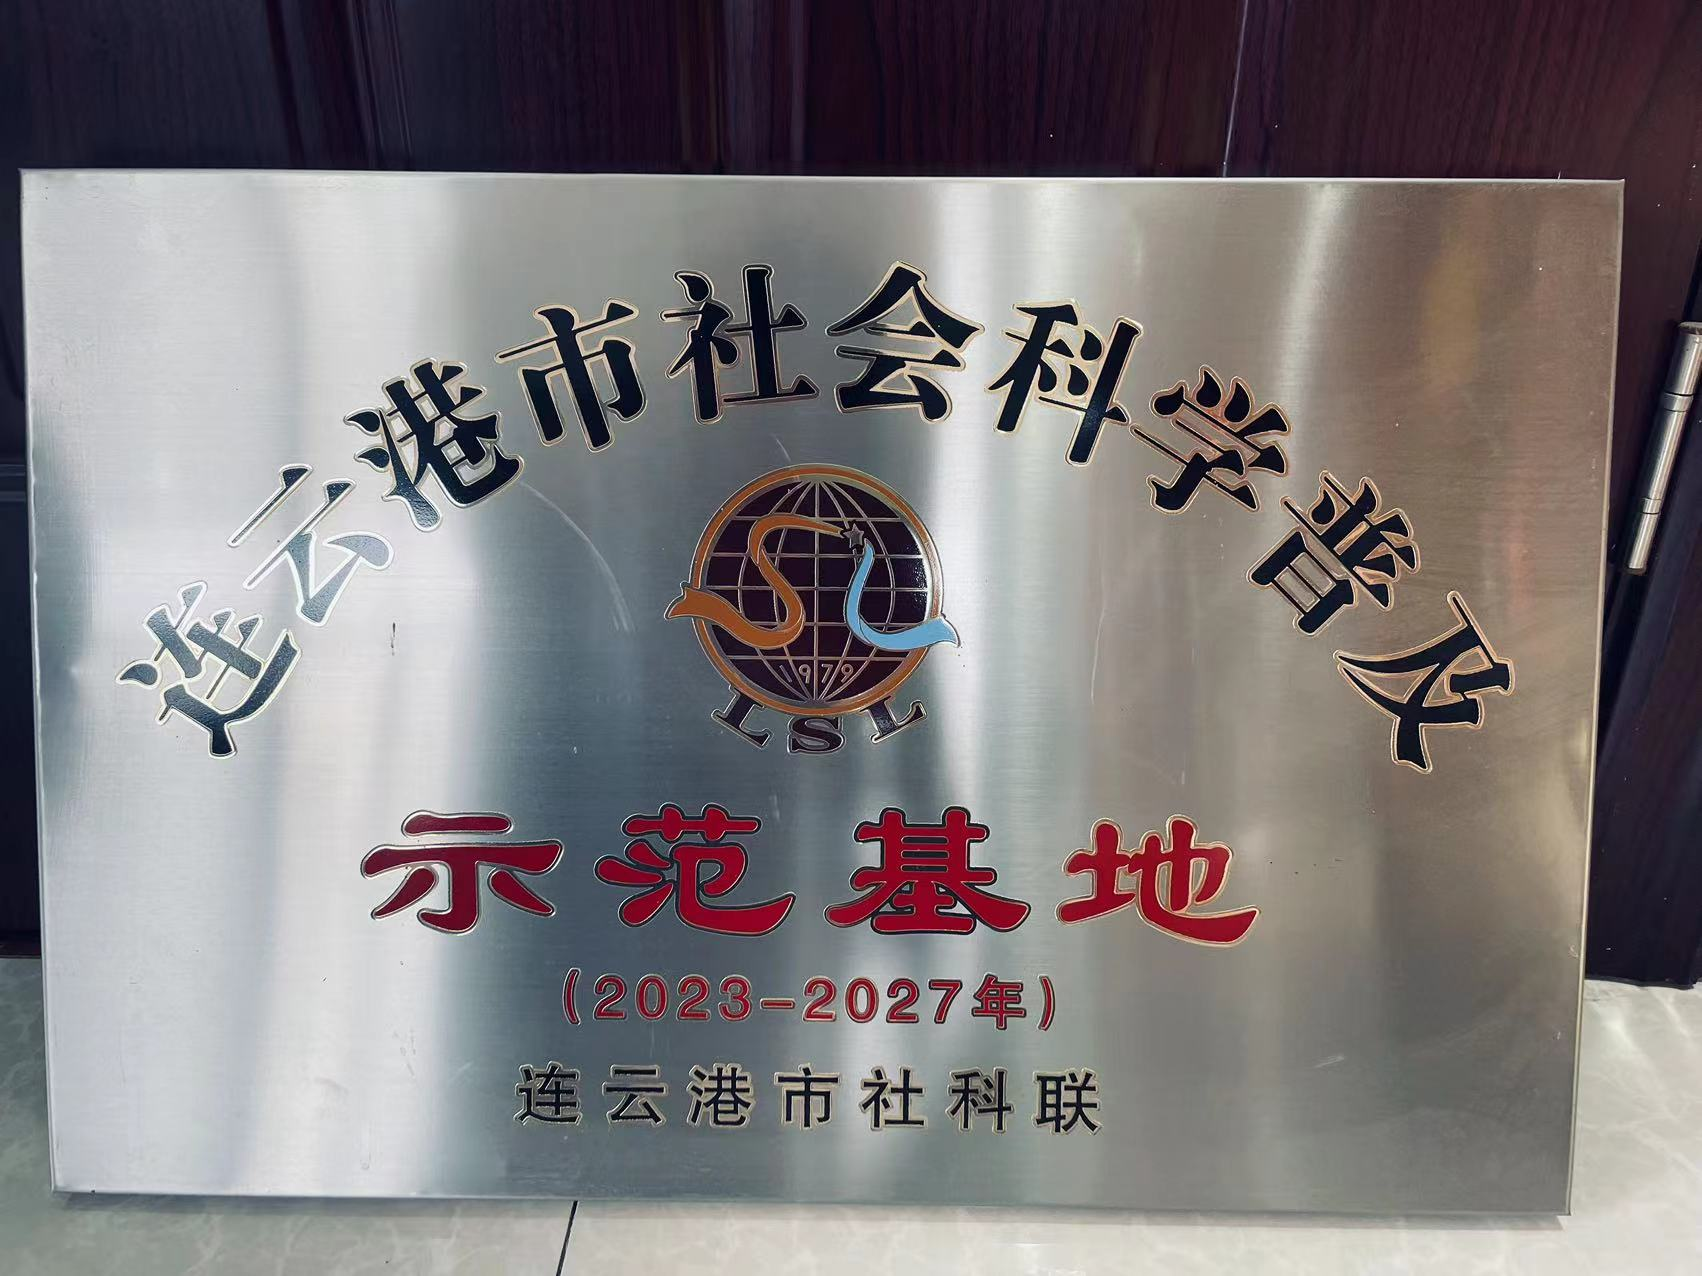 连云港市社会科学普及
1979
LSL
示范基地
(2023-2027年)
连云港市社科联